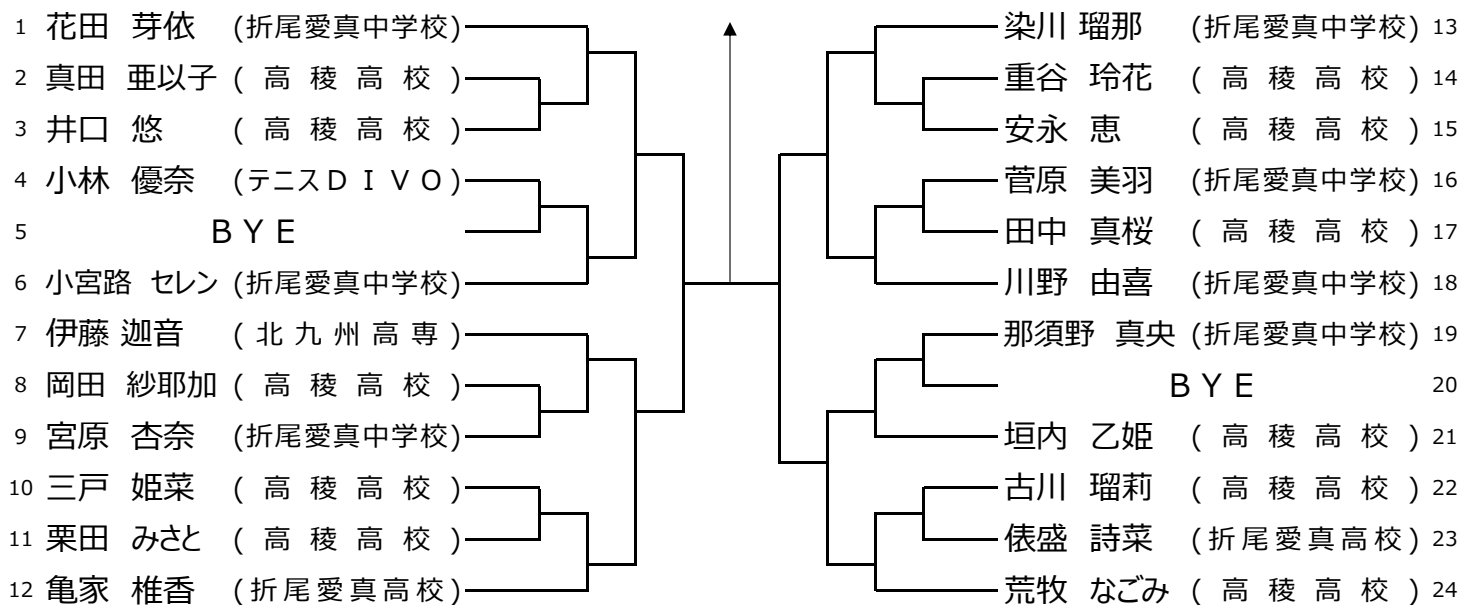 1 花田 芽依 (折尾愛真中学校)
2 真田 亜以子 (高稜高校)
3 井口 悠 (高稜高校)
4 小林 優奈 (テニスDIVO)
5 BYE
6 小宮路 セレン (折尾愛真中学校)
7 伊藤 迦音 (北九州高専)
8 岡田 紗耶加 (高稜高校)
9 宮原 杏奈 (折尾愛真中学校)
10 三戸 姫菜 (高稜高校)
11 栗田 みさと (高稜高校)
12 亀家 椎香 (折尾愛真高校)
染川 瑠那 (折尾愛真中学校) 13
重谷 玲花 (高稜高校) 14
安永 恵 (高稜高校) 15
菅原 美羽 (折尾愛真中学校) 16
田中 真桜 (高稜高校) 17
川野 由喜 (折尾愛真中学校) 18
那須野 真央 (折尾愛真中学校) 19
BYE 20
垣内 乙姫 (高稜高校) 21
古川 瑠莉 (高稜高校) 22
俵盛 詩菜 (折尾愛真高校) 23
荒牧 なごみ (高稜高校) 24